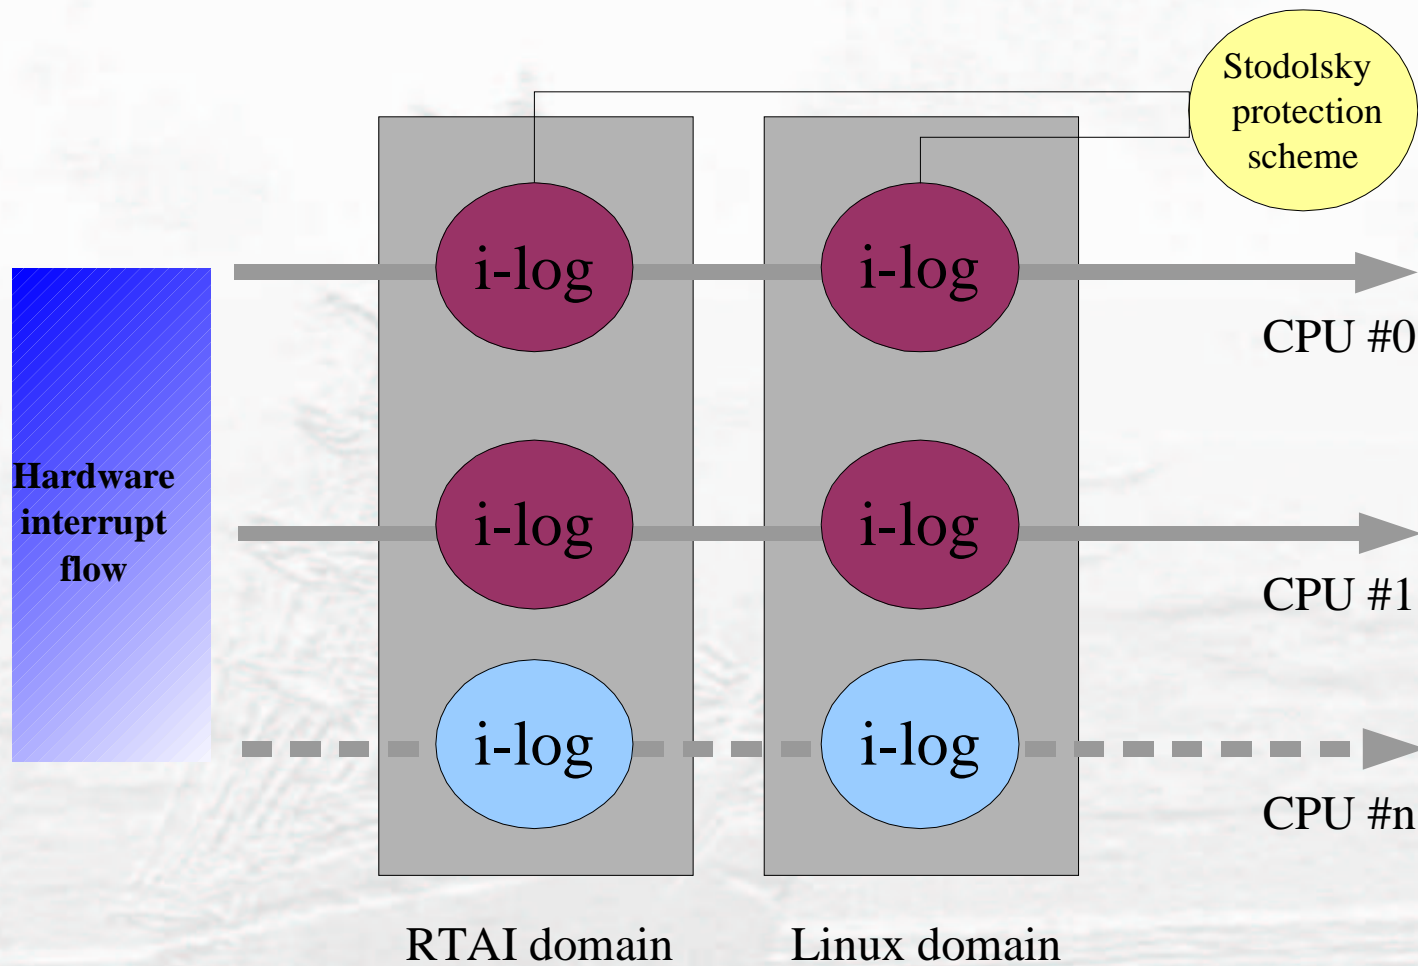 Stodolsky
protection
scheme
i-log
i-log
CPU #0
Hardware
interrupt
flow
i-log
i-log
CPU #1
i-log
i-log
CPU #n
RTAI domain
Linux domain